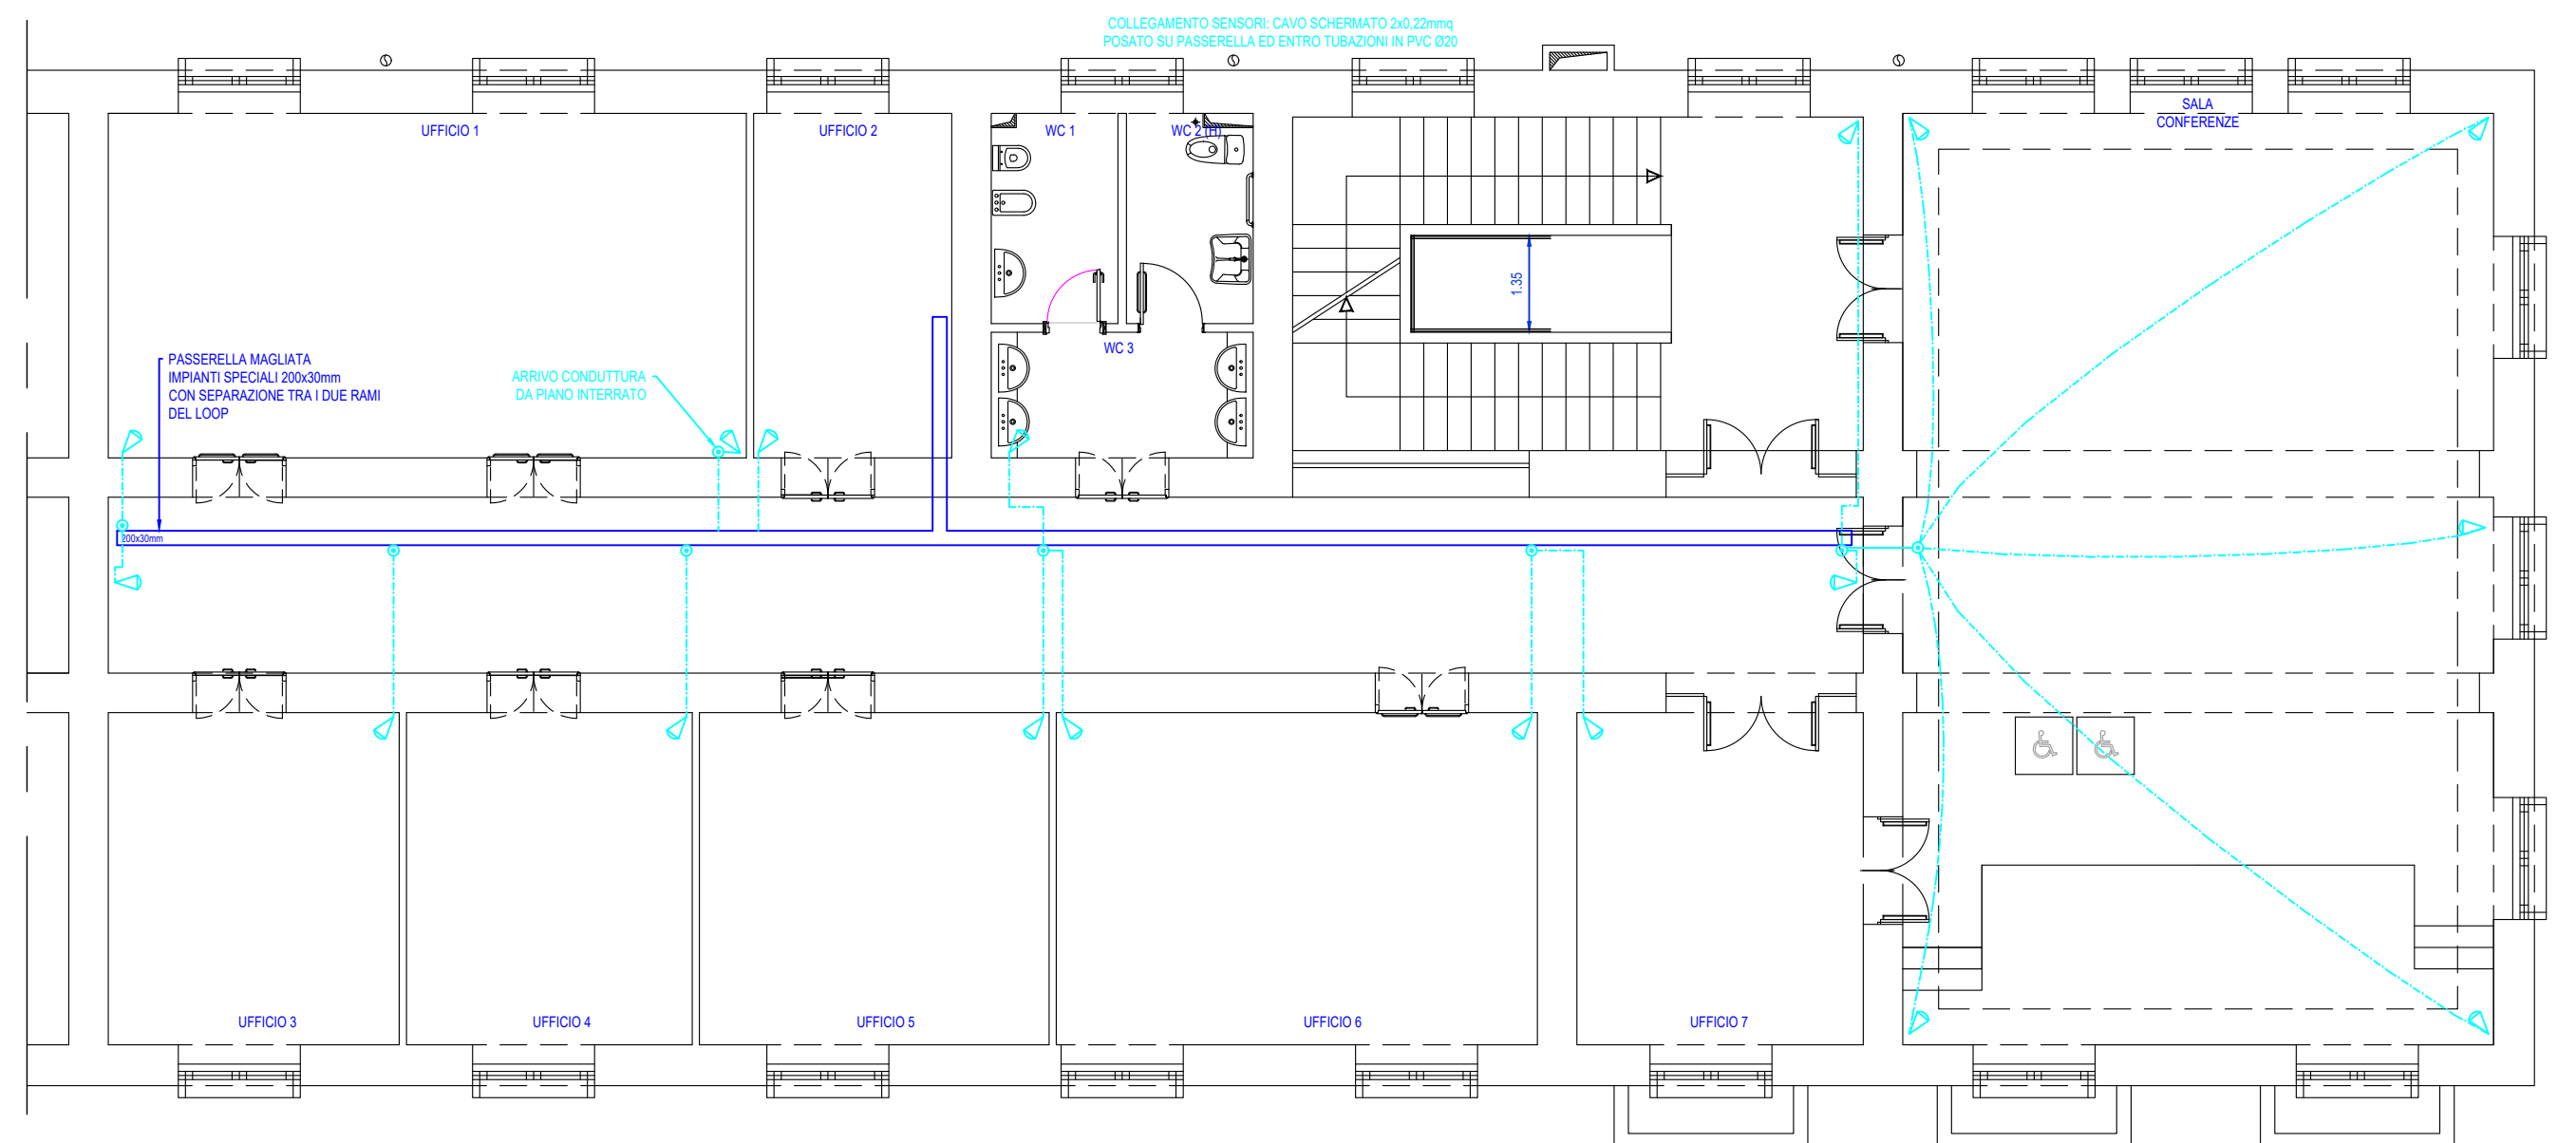 COLLEGAMENTO SENSORI: CAVO SCHERMATO 2x0,22mmq
POSATO SU PASSERELLA ED ENTRO TUBAZIONI IN PVC Ø20
SALA
CONFERENZE
UFFICIO 1
UFFICIO 2
WC 1
WC 2 (H)
1.35
WC 3
PASSERELLA MAGLIATA
IMPIANTI SPECIALI 200x30mm
CON SEPARAZIONE TRA I DUE RAMI
DEL LOOP
ARRIVO CONDUTTURA
DA PIANO INTERRATO
200x30mm
UFFICIO 3
UFFICIO 4
UFFICIO 5
UFFICIO 6
UFFICIO 7